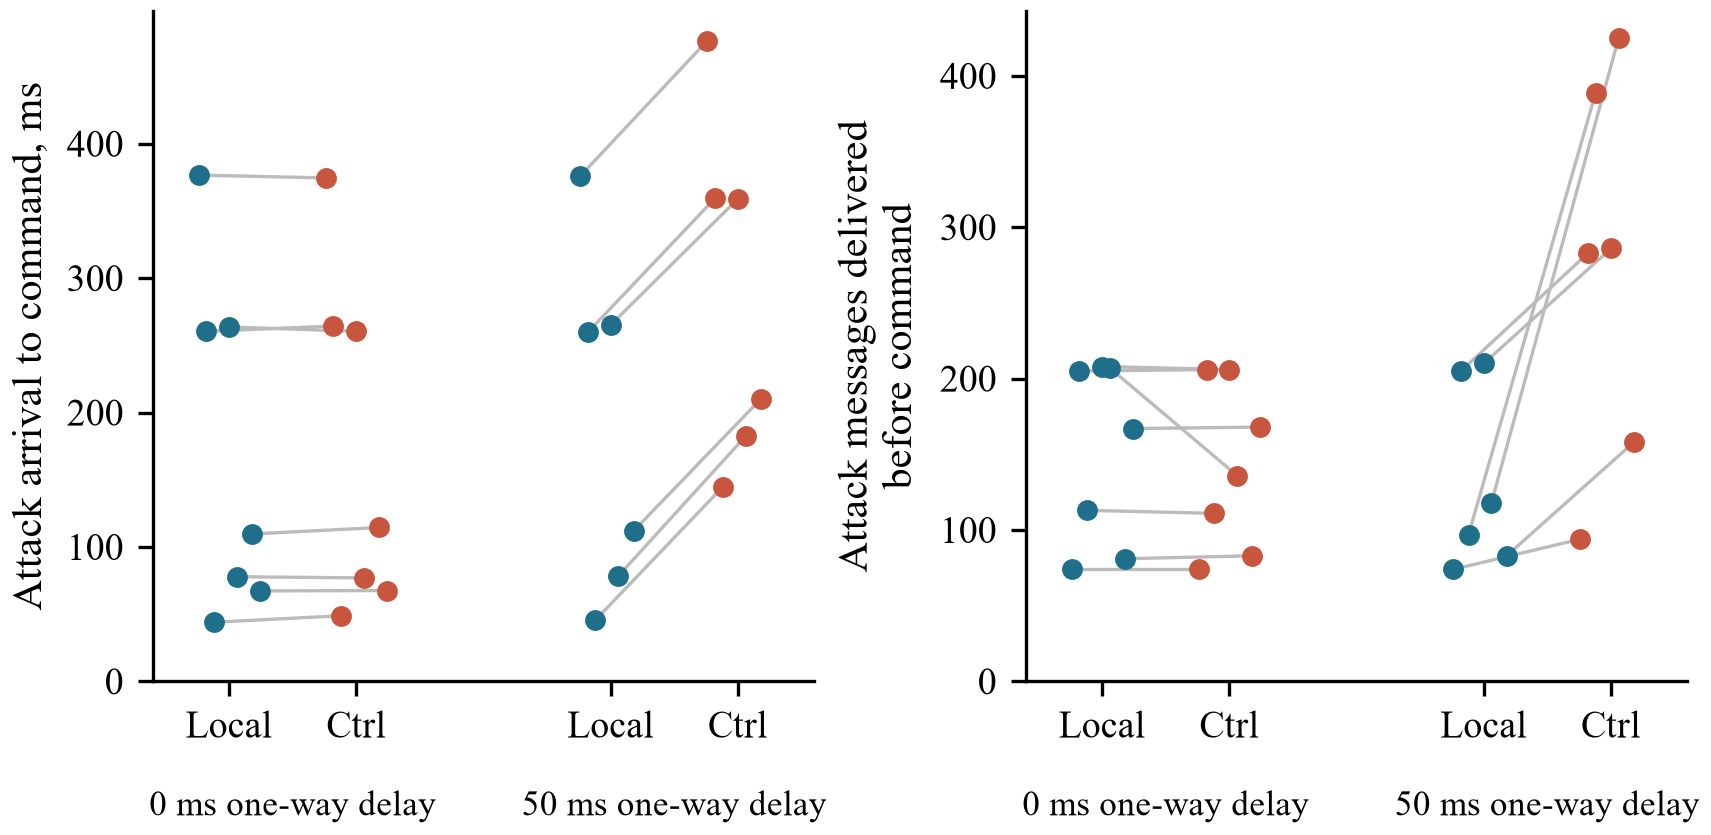 Attack arrival to command, ms
400
300
200
100
0
Local
Ctrl
Local
Ctrl
0 ms one-way delay
50 ms one-way delay
Attack messages delivered
before command
400
300
200
100
0
Local
Ctrl
Local
Ctrl
0 ms one-way delay
50 ms one-way delay